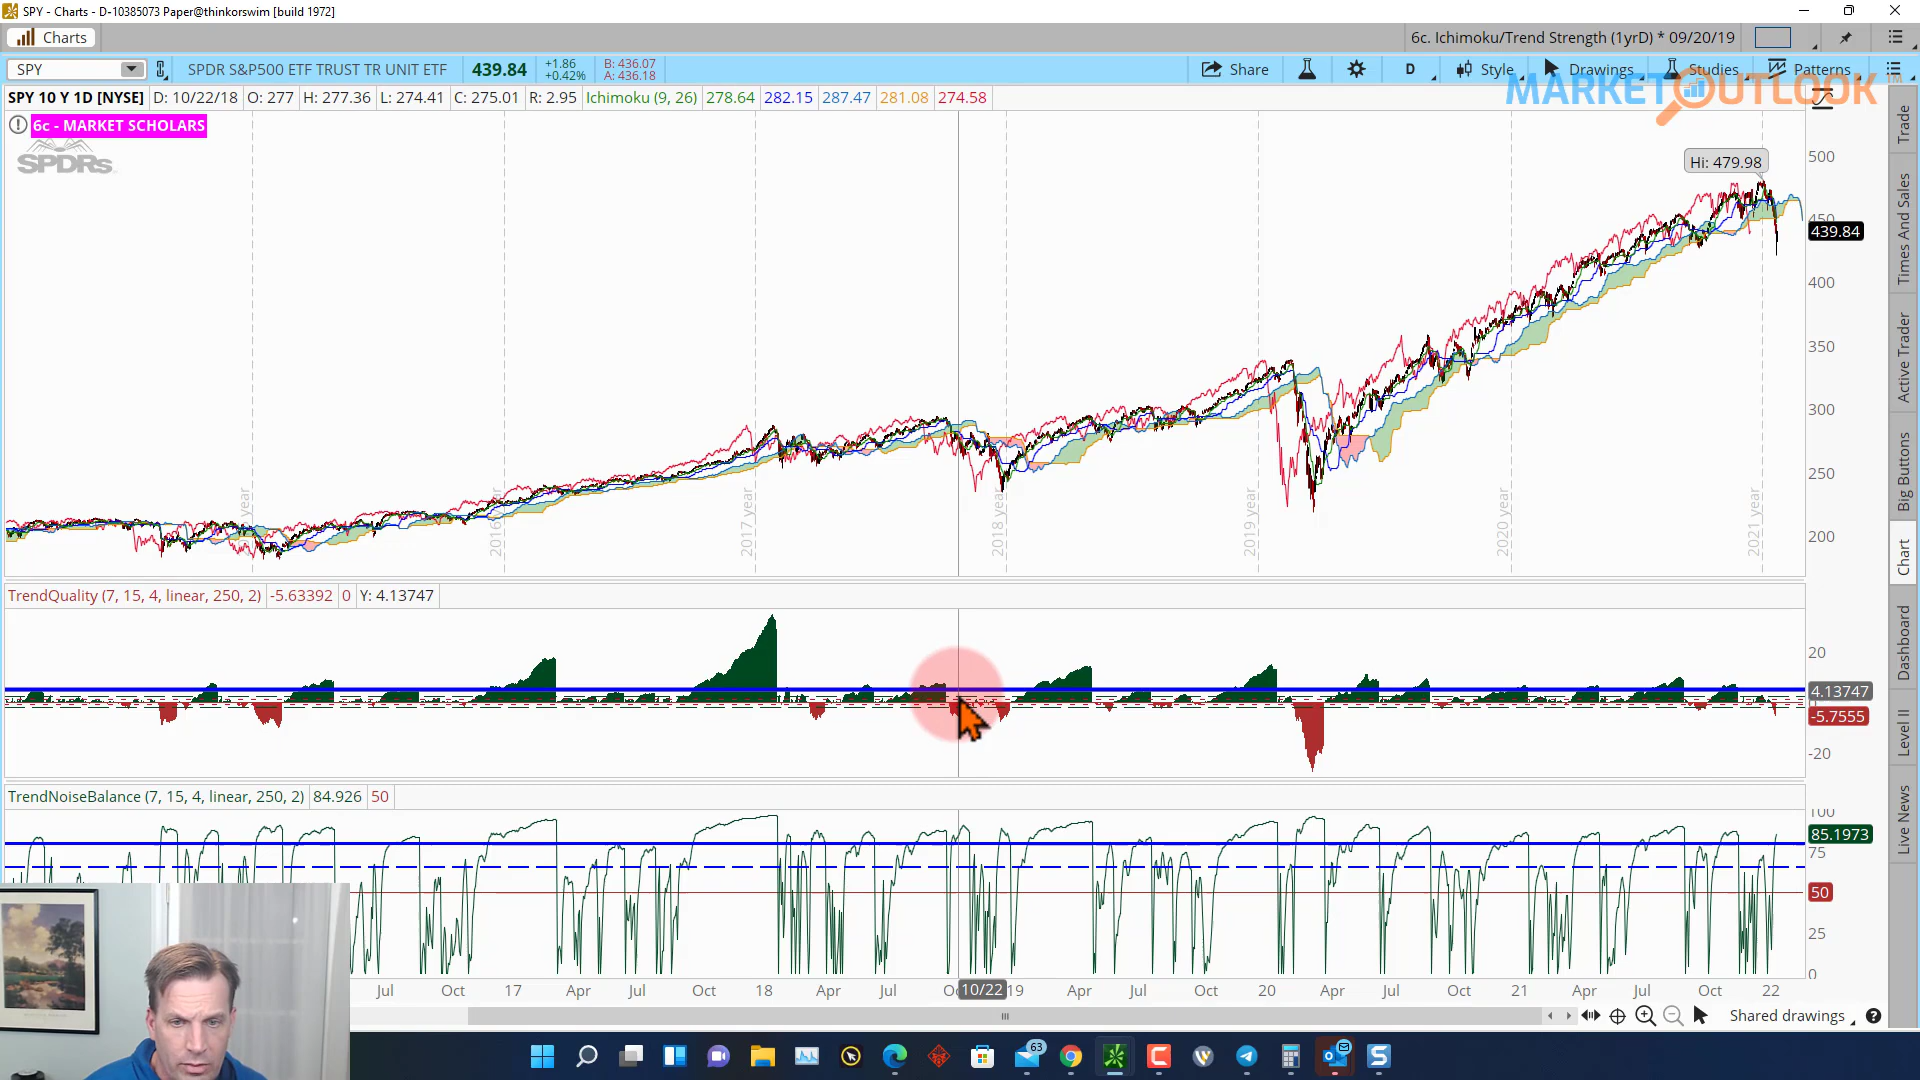 SPY - Charts - D-10385073 Paper@thinkorswim [build 1972]
Charts
6c. Ichimoku/Trend Strength (1yrD) * 09/20/19
SPY
SPDR S&P500 ETF TRUST TR UNIT ETF
439.84
+1.86
+0.42%
B: 436.07
A: 436.18
Share
D
Style
Drawings
Studies
Patterns
MARKETOUTLOOK
SPY 10 Y 1D [NYSE] D: 10/22/18 O: 277 H: 277.36 L: 274.41 C: 275.01 R: 2.95 Ichimoku (9, 26) 278.64 282.15 287.47 281.08 274.58
6c - MARKET SCHOLARS
SPDRs
Hi: 479.98
500
450
439.84
400
350
300
250
200
year
2016 year
2017 year
2018 year
2019 year
2020 year
2021 year
TrendQuality (7, 15, 4, linear, 250, 2) -5.63392 0 Y: 4.13747
20
4.13747
-5.7555
-20
TrendNoiseBalance (7, 15, 4, linear, 250, 2) 84.926 50
100
85.1973
75
50
25
0
Jul Oct 17 Apr Jul Oct 18 Apr Jul Oc 10/22 19 Apr Jul Oct 20 Apr Jul Oct 21 Apr Jul Oct 22
Shared drawings
Trade
Times And Sales
Active Trader
Big Buttons
Chart
Dashboard
Level II
Live News
63